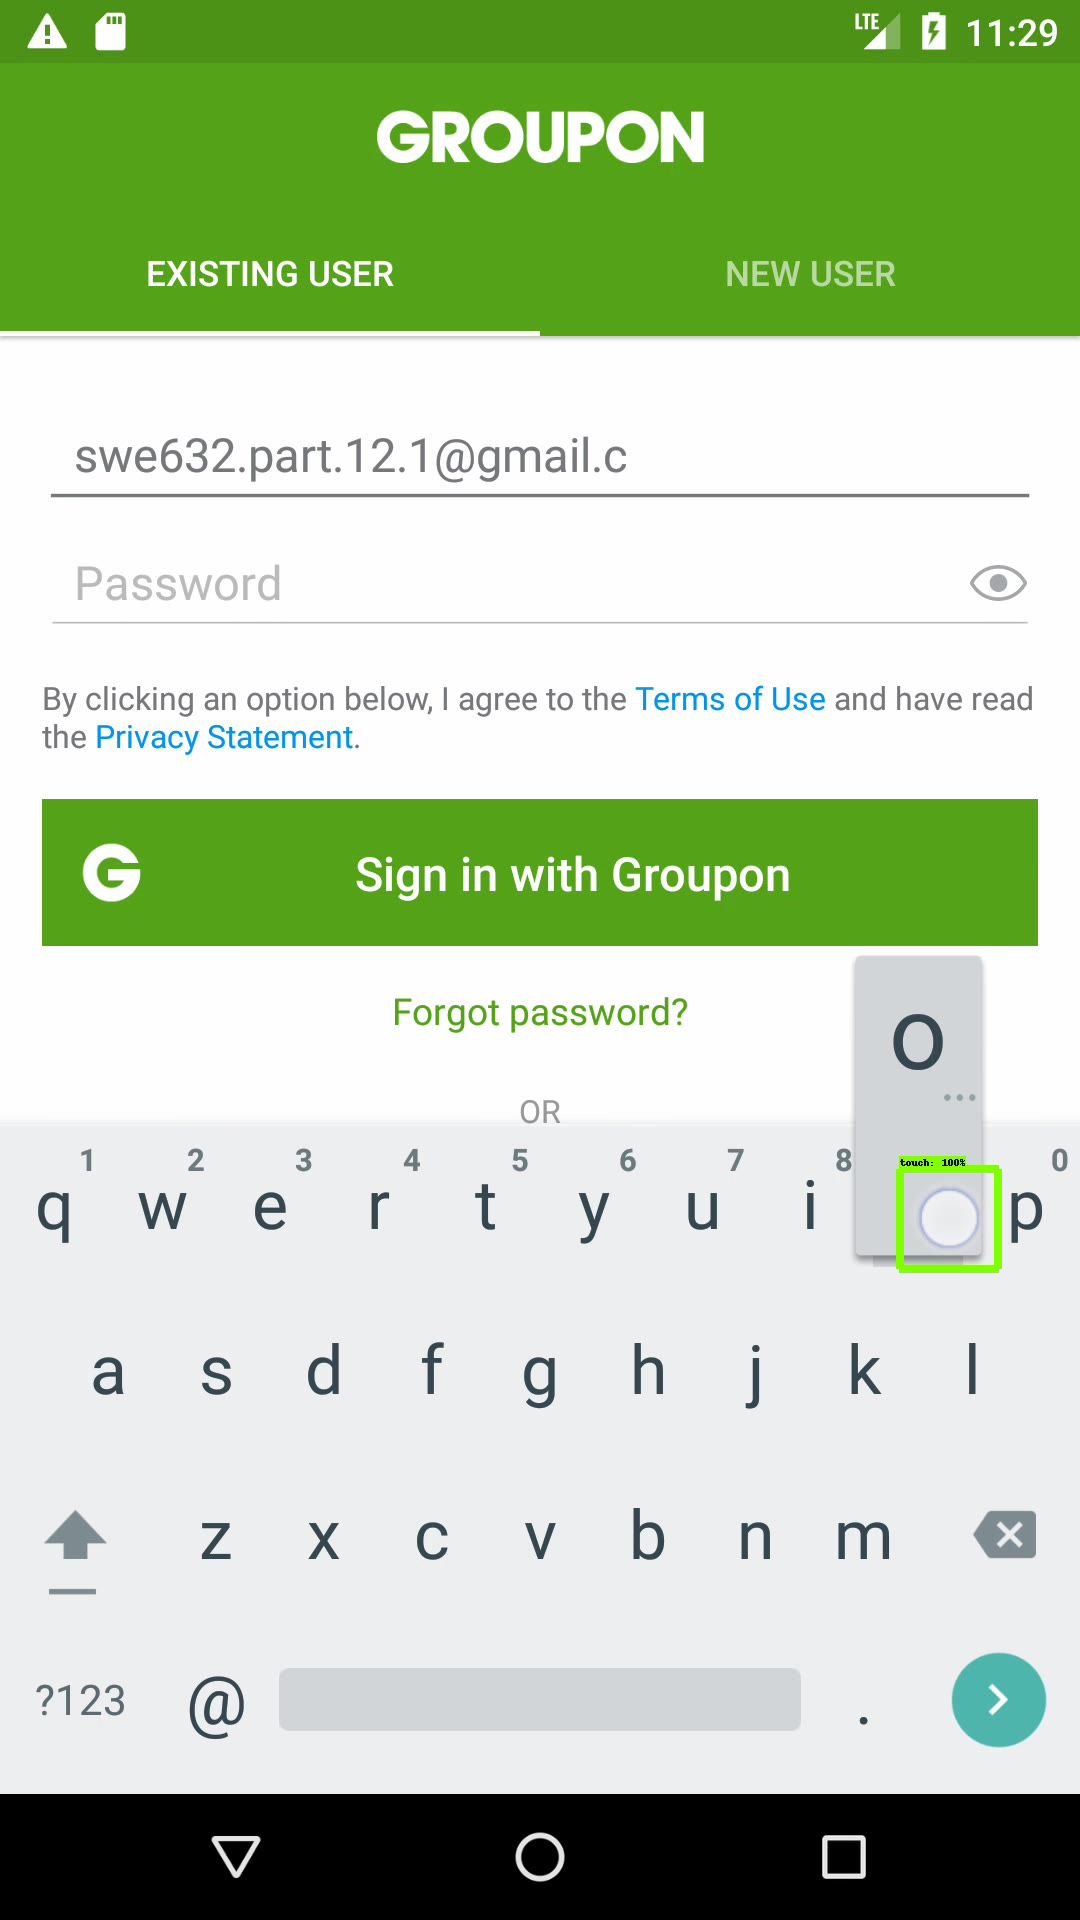 LTE 11:29
GROUPON
EXISTING USER NEW USER
swe632.part.12.1@gmail.c
Password
By clicking an option below, I agree to the Terms of Use and have read
the Privacy Statement.
G Sign in with Groupon
Forgot password?
o
...
OR
1 2 3 4 5 6 7 8 0
touch: 100%
q w e r t y u i p
a s d f g h j k l
z x c v b n m
?123 @ .